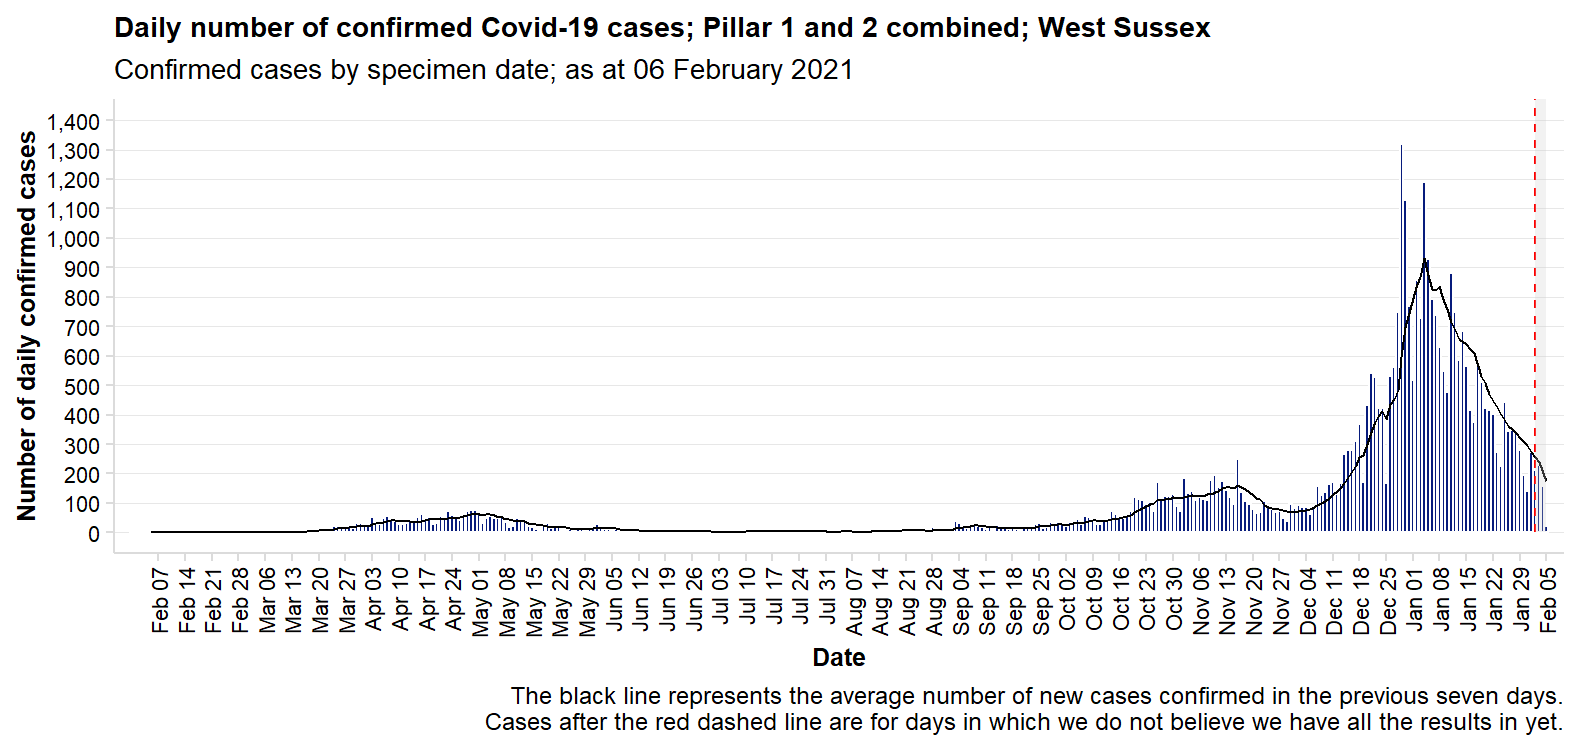 Daily number of confirmed Covid-19 cases; Pillar 1 and 2 combined; West Sussex
Confirmed cases by specimen date; as at 06 February 2021
Number of daily confirmed cases
1,400
1,300
1,200
1,100
1,000
900
800
700
600
500
400
300
200
100
0
Feb 07
Feb 14
Feb 21
Feb 28
Mar 06
Mar 13
Mar 20
Mar 27
Apr 03
Apr 10
Apr 17
Apr 24
May 01
May 08
May 15
May 22
May 29
Jun 05
Jun 12
Jun 19
Jun 26
Jul 03
Jul 10
Jul 17
Jul 24
Jul 31
Aug 07
Aug 14
Aug 21
Aug 28
Sep 04
Sep 11
Sep 18
Sep 25
Oct 02
Oct 09
Oct 16
Oct 23
Oct 30
Nov 06
Nov 13
Nov 20
Nov 27
Dec 04
Dec 11
Dec 18
Dec 25
Jan 01
Jan 08
Jan 15
Jan 22
Jan 29
Feb 05
Date
The black line represents the average number of new cases confirmed in the previous seven days.
Cases after the red dashed line are for days in which we do not believe we have all the results in yet.